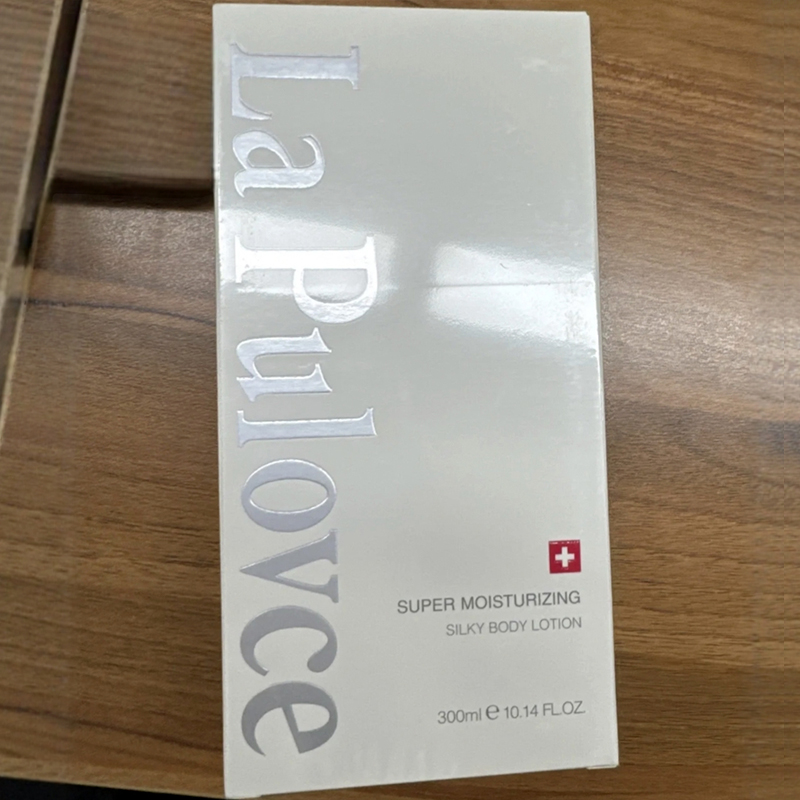 La Pulovce
SUPER MOISTURIZING
SILKY BODY LOTION
300ml ℮ 10.14 FL.OZ.